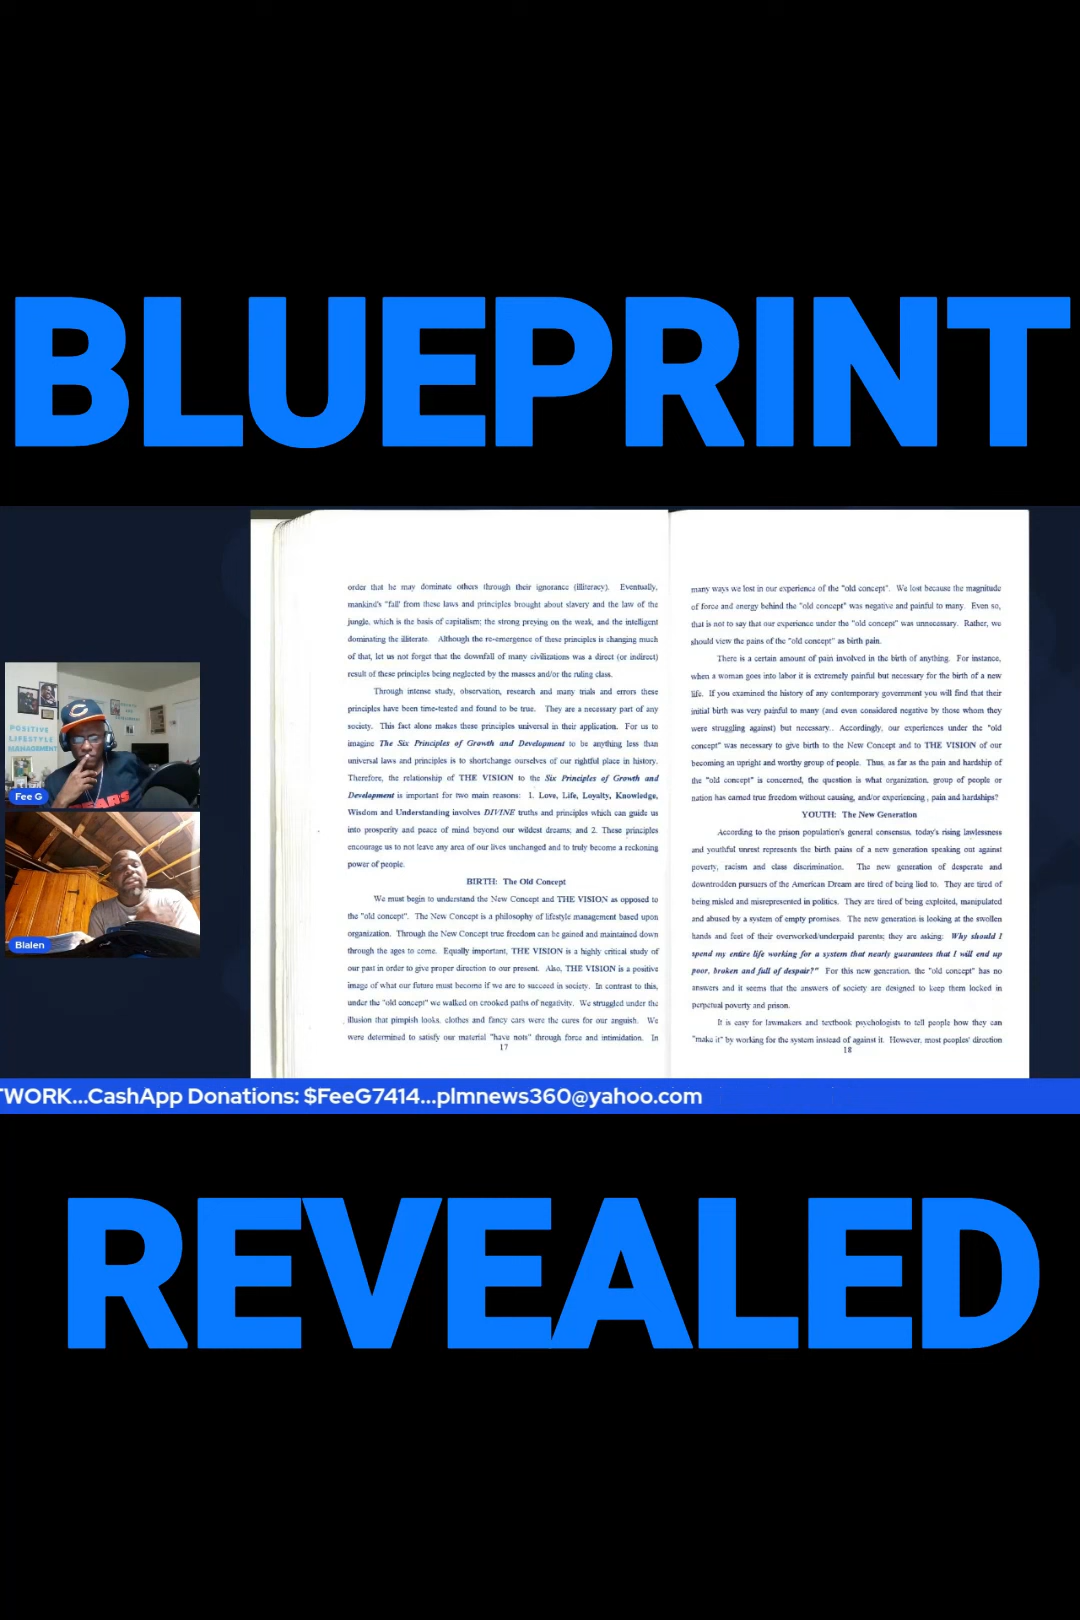 BLUEPRINT
order that he may dominate others through their ignorance (illiteracy). Eventually,
mankind's "fall' from these laws and principles brought about slavery and the law of the
jungle, which is the basis of capitalism; the strong preying on the weak, and the intelligent
dominating the illiterate. Although the re-emergence of these principles is changing much
of that, let us not forget that the downfall of many civilizations was a direct (or indirect)
result of these principles being neglected by the masses and/or the ruling class.
Through intense study, observation, research and many trials and errors these
principles have been time-tested and found to be true. They are a necessary part of any
society. This fact alone makes these principles universal in their application. For us to
imagine The Six Principles of Growth and Development to be anything less than
universal laws and principles is to shortchange ourselves of our rightful place in history.
Therefore, the relationship of THE VISION to the Six Principles of Growth and
Development is important for two main reasons: 1. Love, Life, Loyalty, Knowledge,
Wisdom and Understanding involves DIVINE truths and principles which can guide us
into prosperity and peace of mind beyond our wildest dreams; and 2. These principles
encourage us to not leave any area of our lives unchanged and to truly become a reckoning
power of people.
BIRTH: The Old Concept
We must begin to understand the New Concept and THE VISION as opposed to
the "old concept". The New Concept is a philosophy of lifestyle management based upon
organization. Through the New Concept true freedom can be gained and maintained down
through the ages to come. Equally important, THE VISION is a highly critical study of
our past in order to give proper direction to our present. Also, THE VISION is a positive
image of what our future must become if we are to succeed in society. In contrast to this,
under the "old concept" we walked on crooked paths of negativity. We struggled under the
illusion that pimpish looks, clothes and fancy cars were the cures for our anguish. We
were determined to satisfy our material "have nots" through force and intimidation. In
17
many ways we lost in our experience of the "old concept". We lost because the magnitude
of force and energy behind the "old concept" was negative and painful to many. Even so,
that is not to say that our experience under the "old concept" was unnecessary. Rather, we
should view the pains of the "old concept" as birth pain.
There is a certain amount of pain involved in the birth of anything. For instance,
when a woman goes into labor it is extremely painful but necessary for the birth of a new
life. If you examined the history of any contemporary government you will find that their
initial birth was very painful to many (and even considered negative by those whom they
were struggling against) but necessary.. Accordingly, our experiences under the "old
concept" was necessary to give birth to the New Concept and to THE VISION of our
becoming an upright and worthy group of people. Thus, as far as the pain and hardship of
the "old concept" is concerned, the question is what organization, group of people or
nation has earned true freedom without causing, and/or experiencing , pain and hardships?
YOUTH: The New Generation
According to the prison population's general consensus, today's rising lawlessness
and youthful unrest represents the birth pains of a new generation speaking out against
poverty, racism and class discrimination. The new generation of desperate and
downtrodden pursuers of the American Dream are tired of being lied to. They are tired of
being misled and misrepresented in politics. They are tired of being exploited, manipulated
and abused by a system of empty promises. The new generation is looking at the swollen
hands and feet of their overworked/underpaid parents; they are asking: Why should I
spend my entire life working for a system that nearly guarantees that I will end up
poor, broken and full of despair?" For this new generation, the "old concept" has no
answers and it seems that the answers of society are designed to keep them locked in
perpetual poverty and prison.
It is easy for lawmakers and textbook psychologists to tell people how they can
"make it" by working for the system instead of against it. However, most peoples' direction
18
POSITIVE
LIFESTYLE
MANAGEMENT
Fee G
Blalen
TWORK...CashApp Donations: $FeeG7414...plmnews360@yahoo.com
REVEALED